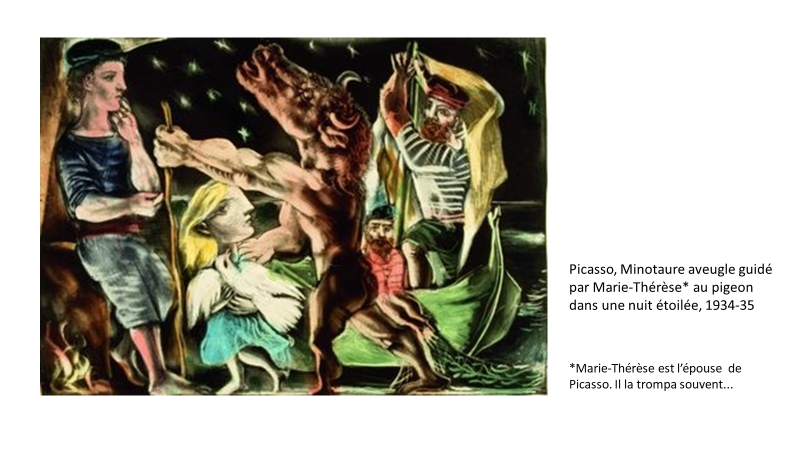 Picasso, Minotaure aveugle guidé
par Marie-Thérèse* au pigeon
dans une nuit étoilée, 1934-35
*Marie-Thérèse est l’épouse  de
Picasso. Il la trompa souvent...